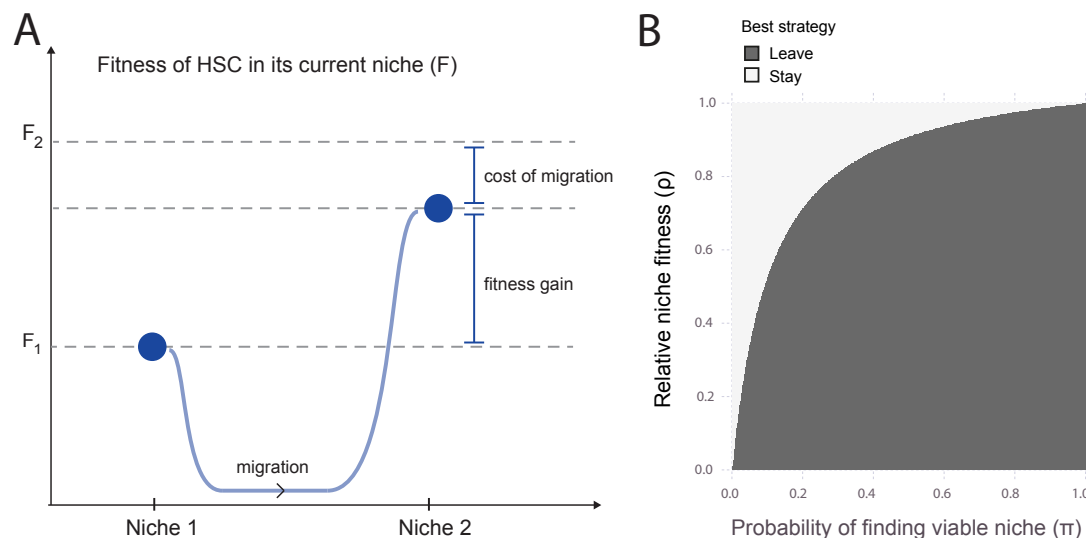 A
Fitness of HSC in its current niche (F)
F₂
cost of migration
fitness gain
F₁
migration
Niche 1
Niche 2
B
Best strategy
Leave
Stay
Relative niche fitness (ρ)
1.0
0.8
0.6
0.4
0.2
0.0
0.0 0.2 0.4 0.6 0.8 1.0
Probability of finding viable niche (π)